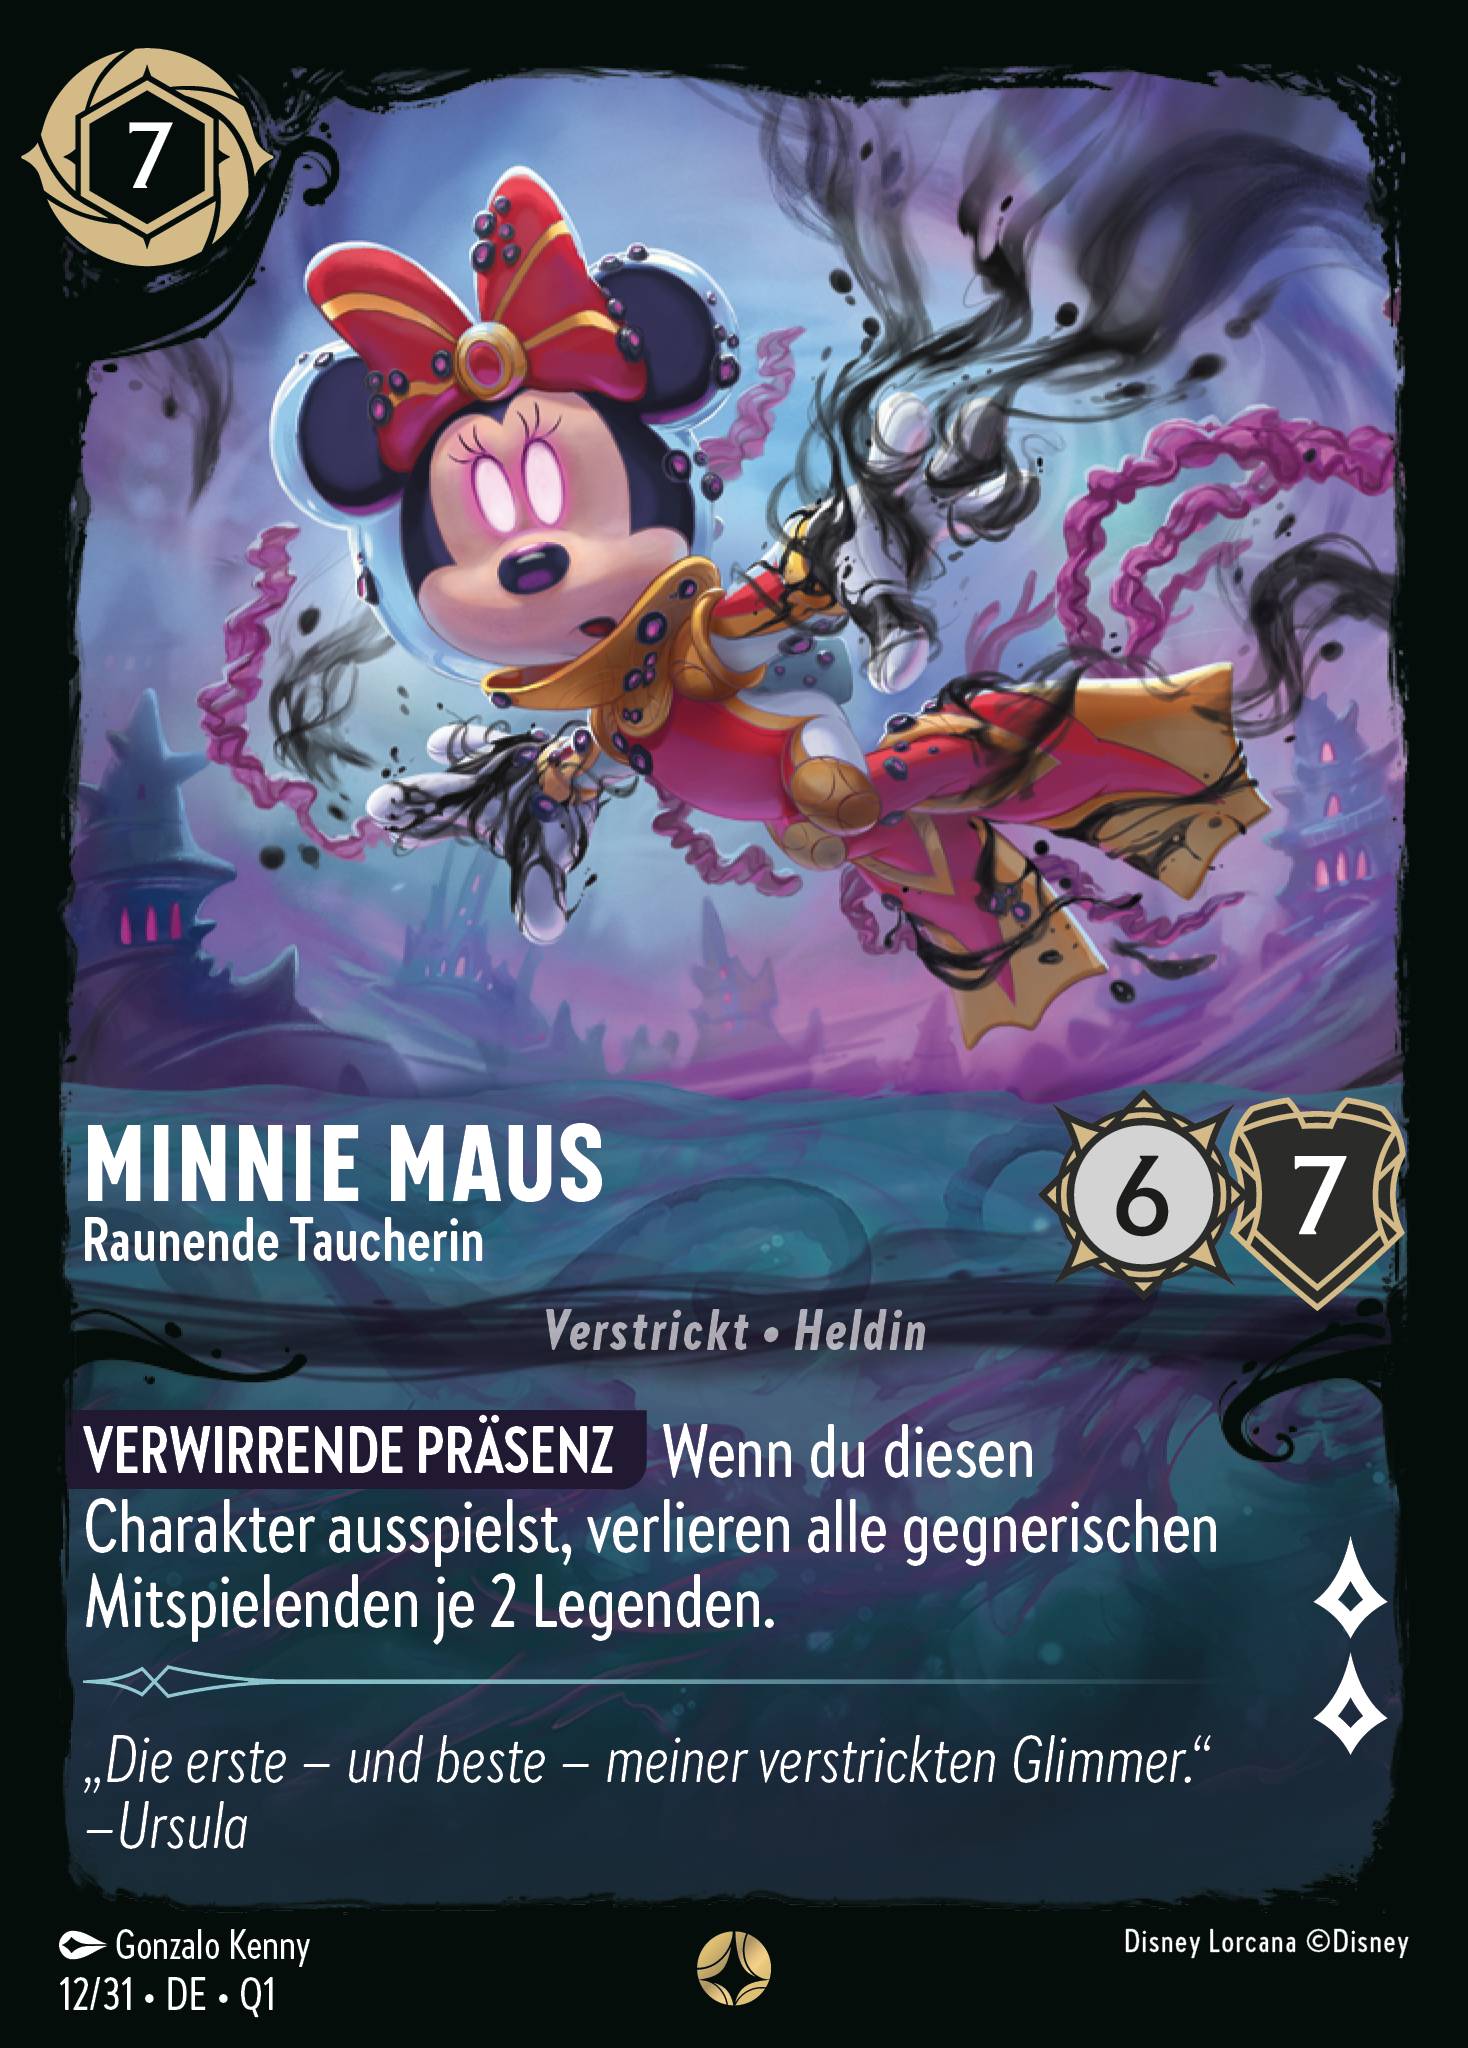 7
MINNIE MAUS
Raunende Taucherin
6
7
Verstrickt • Heldin
VERWIRRENDE PRÄSENZ Wenn du diesen
Charakter ausspielst, verlieren alle gegnerischen
Mitspielenden je 2 Legenden.
„Die erste – und beste – meiner verstrickten Glimmer.“
–Ursula
Gonzalo Kenny
12/31 • DE • Q1
Disney Lorcana ©Disney